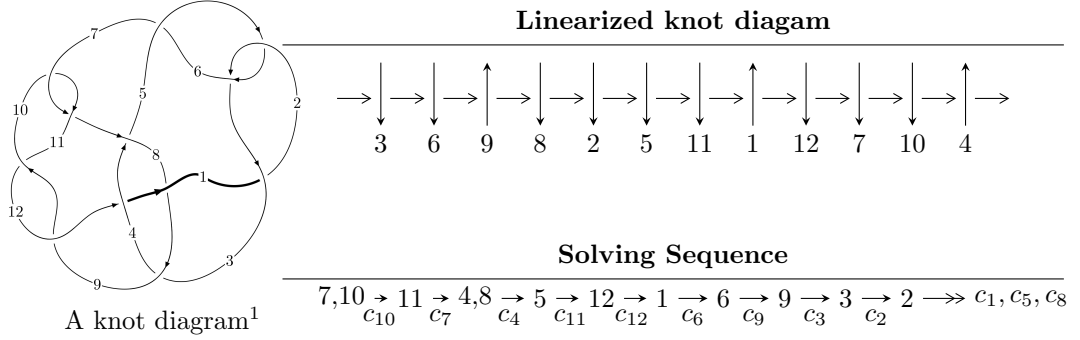 Linearized knot diagam
3 6 9 8 2 5 11 1 12 7 10 4
Solving Sequence
7,10 → 11 → 4,8 → 5 → 12 → 1 → 6 → 9 → 3 → 2 →→ c₁, c₅, c₈
c₁₀ c₇ c₄ c₁₁ c₁₂ c₆ c₉ c₃ c₂
7
10
11
5
6
2
8
1
12
4
3
9
A knot diagram¹